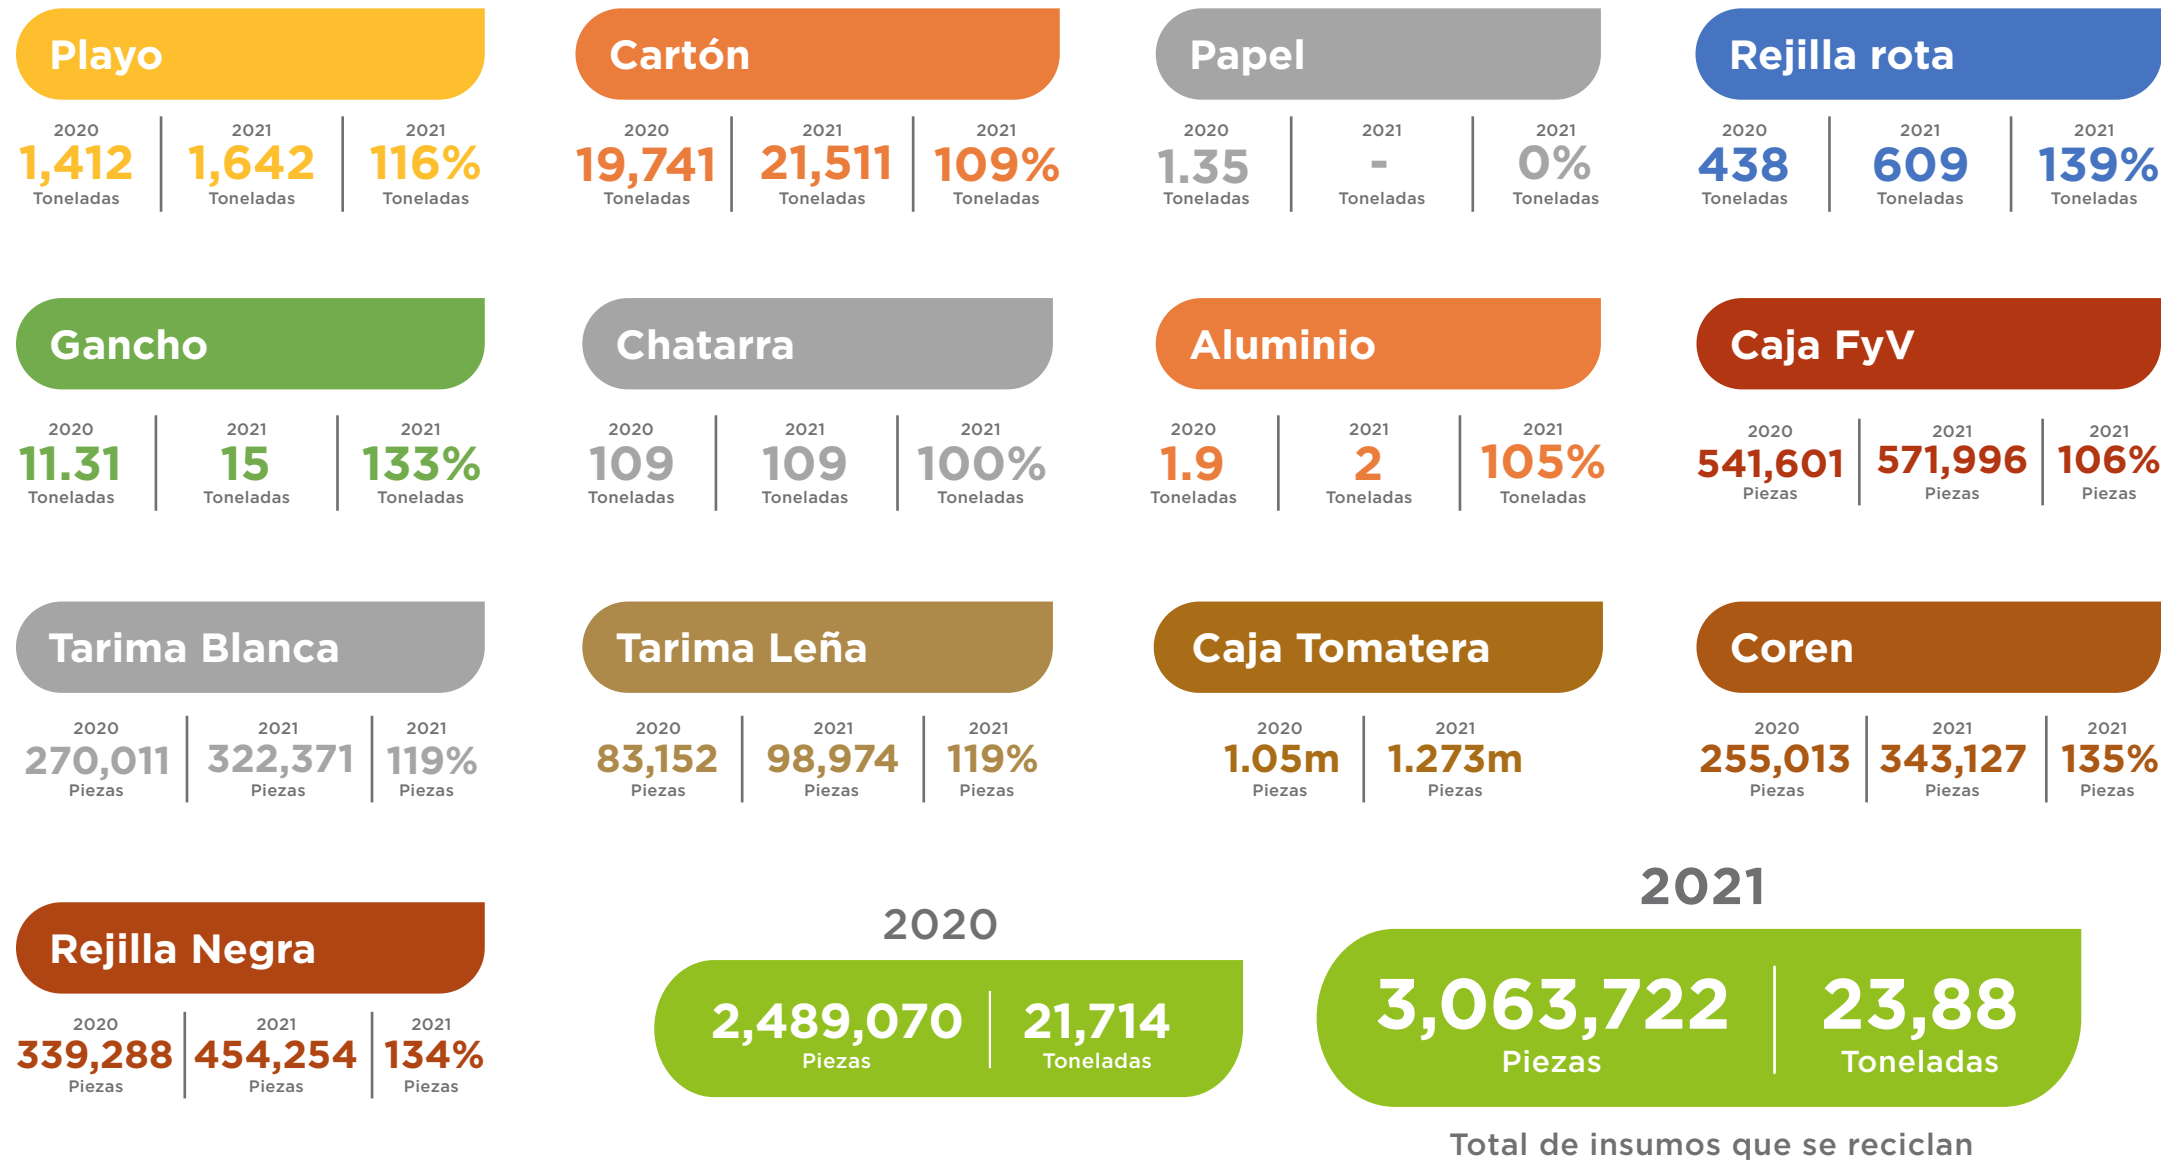 Playo
2020
1,412
Toneladas
2021
1,642
Toneladas
2021
116%
Toneladas
Cartón
2020
19,741
Toneladas
2021
21,511
Toneladas
2021
109%
Toneladas
Papel
2020
1.35
Toneladas
2021
-
Toneladas
2021
0%
Toneladas
Rejilla rota
2020
438
Toneladas
2021
609
Toneladas
2021
139%
Toneladas
Gancho
2020
11.31
Toneladas
2021
15
Toneladas
2021
133%
Toneladas
Chatarra
2020
109
Toneladas
2021
109
Toneladas
2021
100%
Toneladas
Aluminio
2020
1.9
Toneladas
2021
2
Toneladas
2021
105%
Toneladas
Caja FyV
2020
541,601
Piezas
2021
571,996
Piezas
2021
106%
Piezas
Tarima Blanca
2020
270,011
Piezas
2021
322,371
Piezas
2021
119%
Piezas
Tarima Leña
2020
83,152
Piezas
2021
98,974
Piezas
2021
119%
Piezas
Caja Tomatera
2020
1.05m
Piezas
2021
1.273m
Piezas
Coren
2020
255,013
Piezas
2021
343,127
Piezas
2021
135%
Piezas
Rejilla Negra
2020
339,288
Piezas
2021
454,254
Piezas
2021
134%
Piezas
2020
2,489,070
Piezas
21,714
Toneladas
2021
3,063,722
Piezas
23,88
Toneladas
Total de insumos que se reciclan